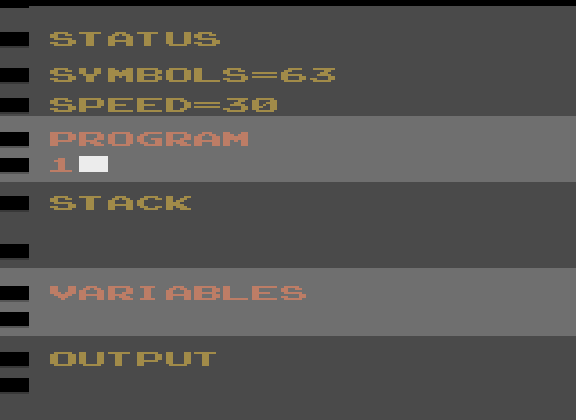 STATUS
SYMBOLS=63
SPEED=30
PROGRAM
1
STACK
VARIABLES
OUTPUT